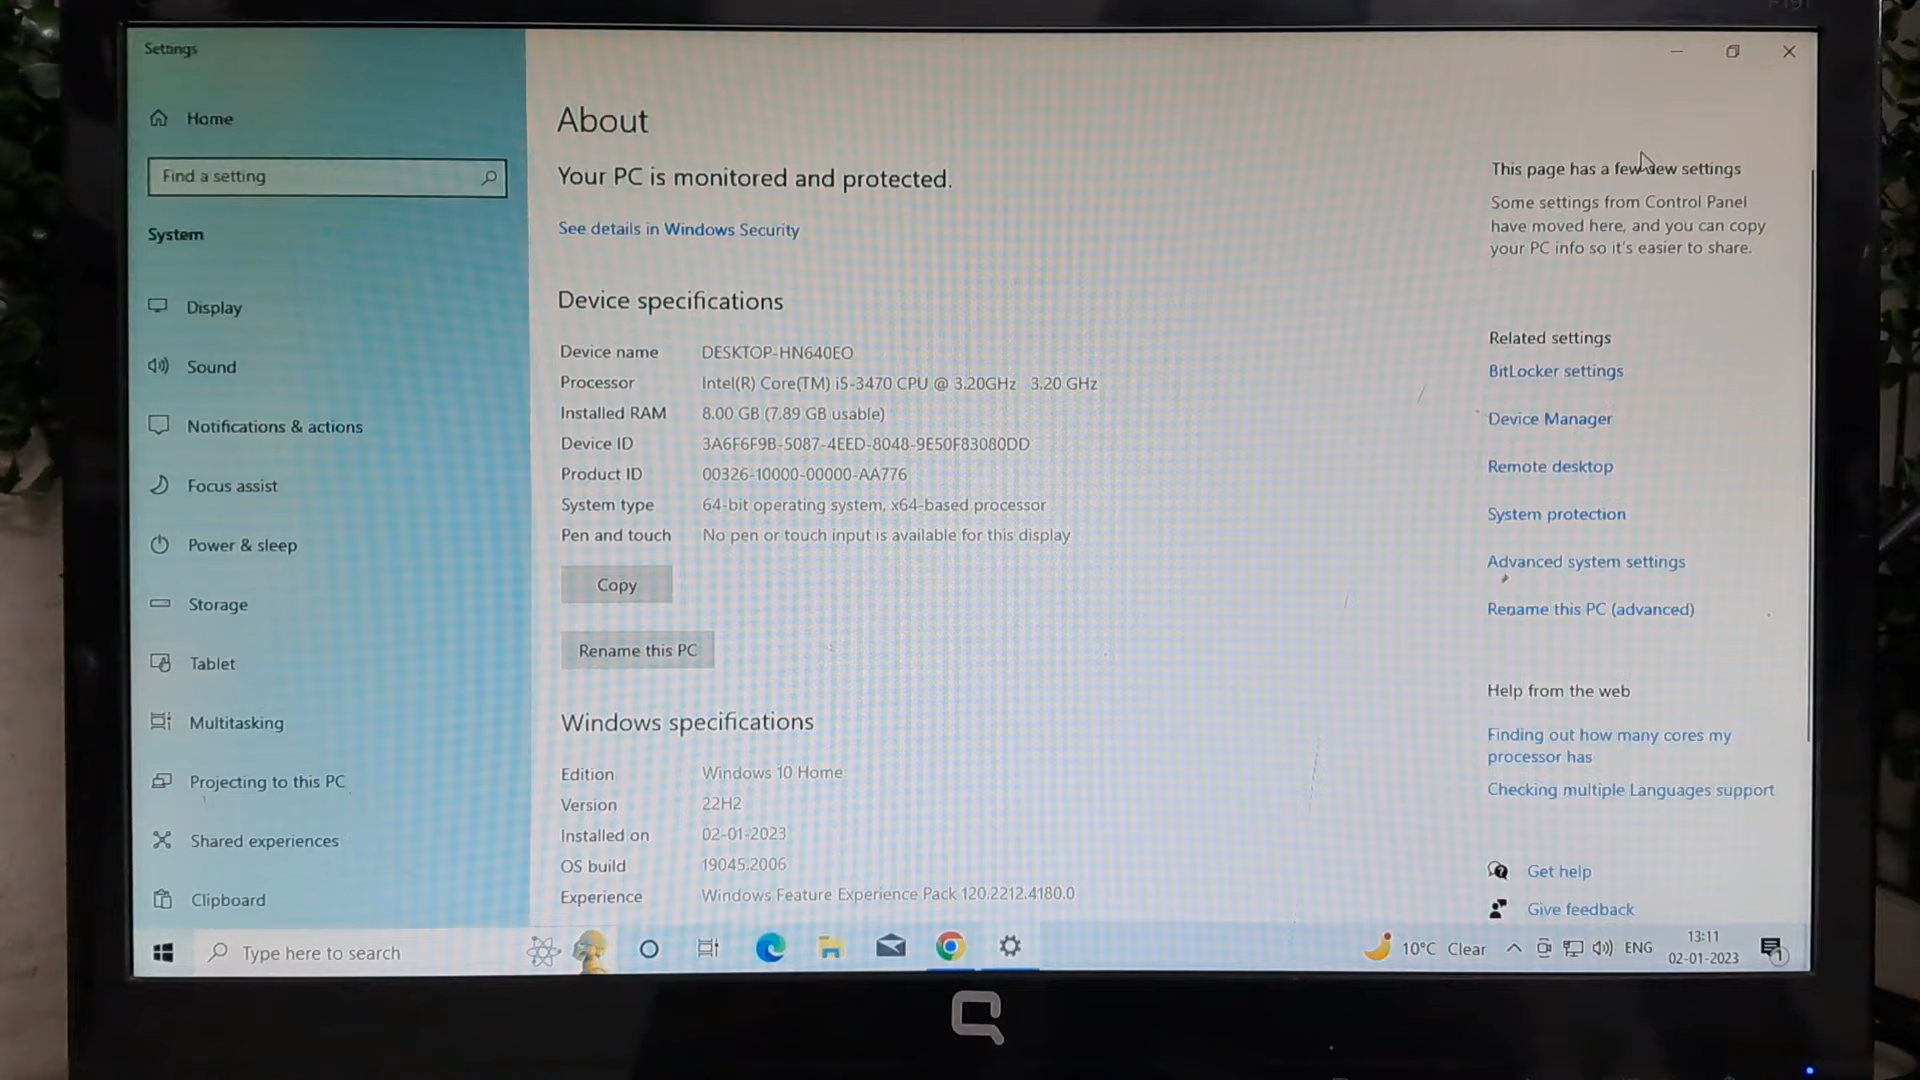 Settings
Home
Find a setting
System
Display
Sound
Notifications & actions
Focus assist
Power & sleep
Storage
Tablet
Multitasking
Projecting to this PC
Shared experiences
Clipboard
About
Your PC is monitored and protected.
See details in Windows Security
Device specifications
Device name DESKTOP-HN640EO
Processor Intel(R) Core(TM) i5-3470 CPU @ 3.20GHz 3.20 GHz
Installed RAM 8.00 GB (7.89 GB usable)
Device ID 3A6F6F9B-5087-4EED-8048-9E50F83080DD
Product ID 00326-10000-00000-AA776
System type 64-bit operating system, x64-based processor
Pen and touch No pen or touch input is available for this display
Copy
Rename this PC
Windows specifications
Edition Windows 10 Home
Version 22H2
Installed on 02-01-2023
OS build 19045.2006
Experience Windows Feature Experience Pack 120.2212.4180.0
This page has a few new settings
Some settings from Control Panel
have moved here, and you can copy
your PC info so it's easier to share.
Related settings
BitLocker settings
Device Manager
Remote desktop
System protection
Advanced system settings
Rename this PC (advanced)
Help from the web
Finding out how many cores my
processor has
Checking multiple Languages support
Get help
Give feedback
Type here to search
10°C Clear
ENG
13:11
02-01-2023
1